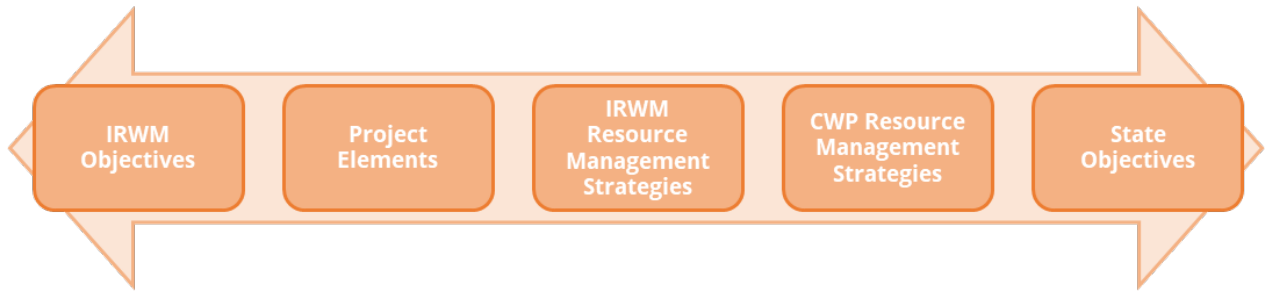 IRWM
Objectives
Project
Elements
IRWM
Resource
Management
Strategies
CWP Resource
Management
Strategies
State
Objectives